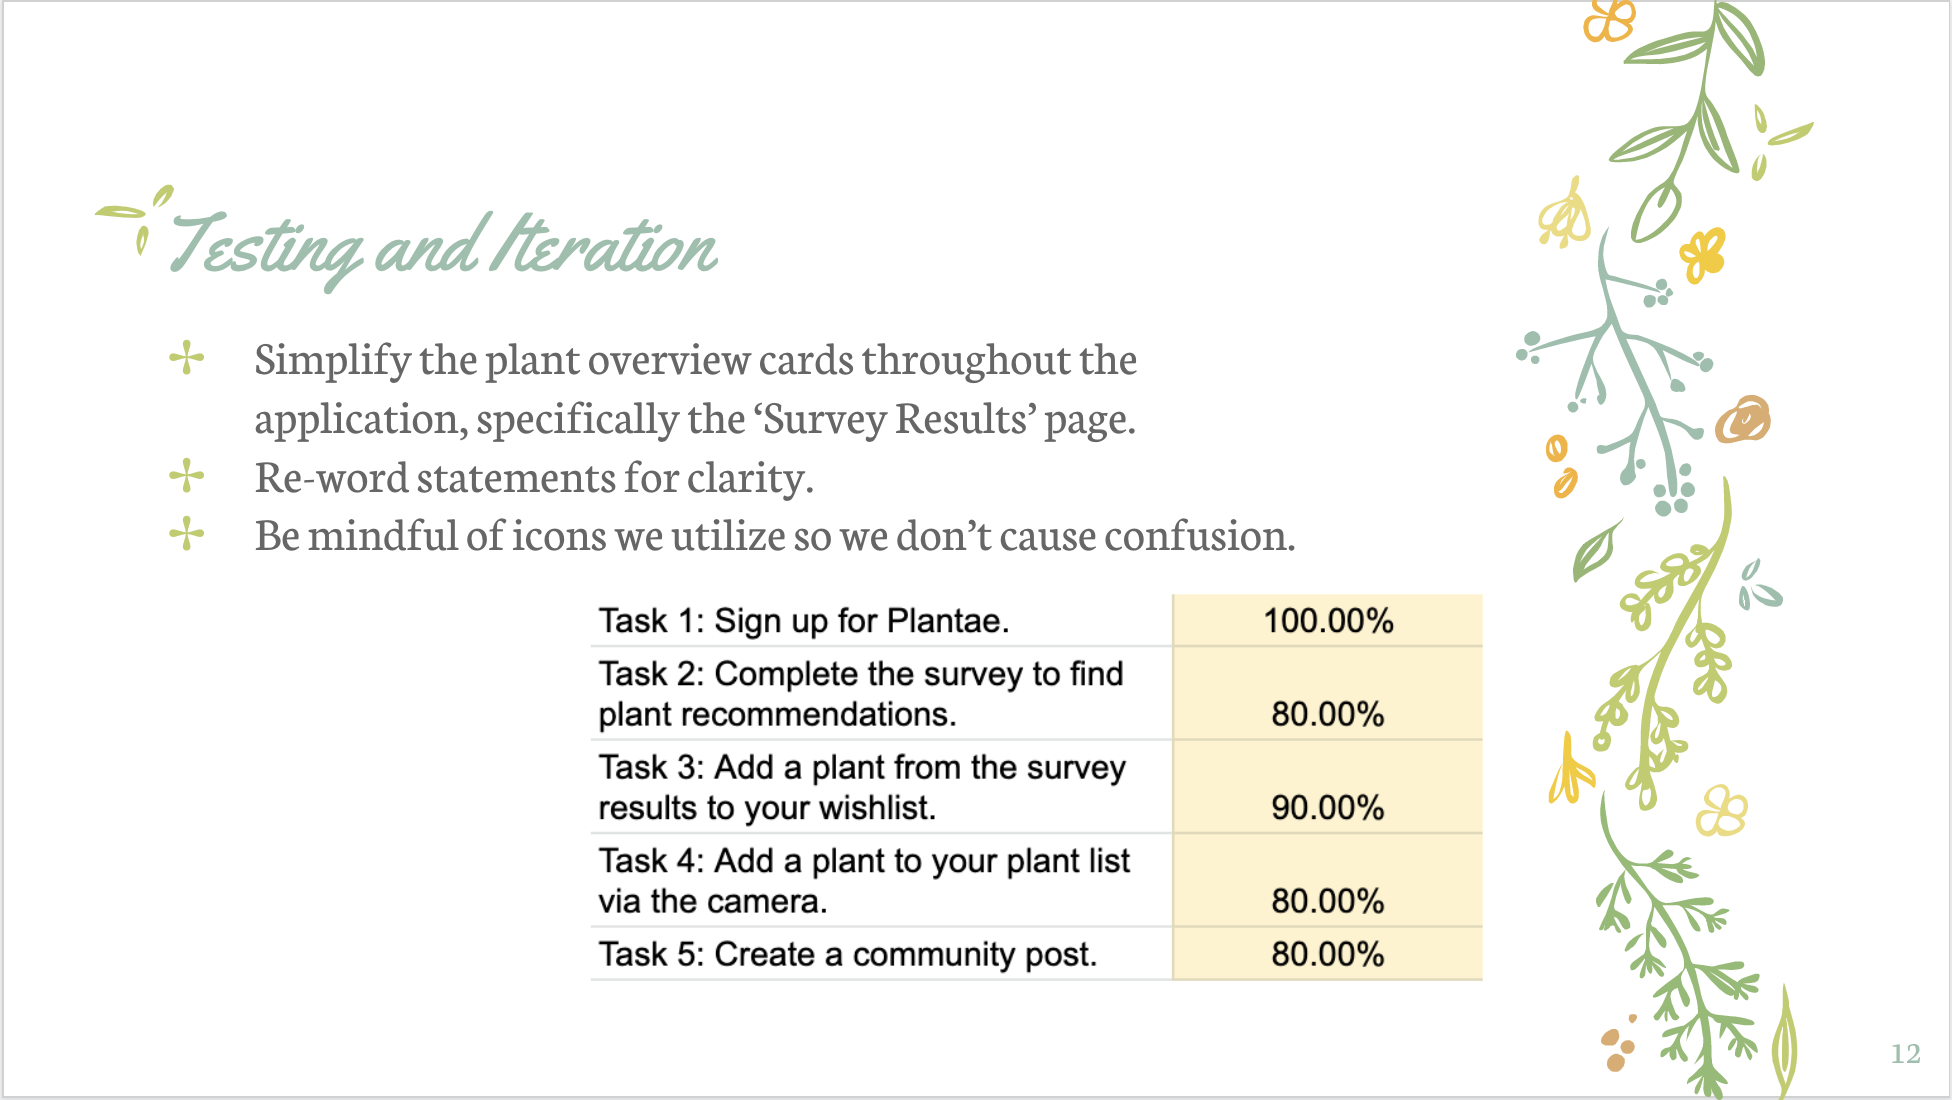 Testing and Iteration
Simplify the plant overview cards throughout the
application, specifically the ‘Survey Results’ page.
Re-word statements for clarity.
Be mindful of icons we utilize so we don’t cause confusion.
Task 1: Sign up for Plantae. 100.00%
Task 2: Complete the survey to find
plant recommendations. 80.00%
Task 3: Add a plant from the survey
results to your wishlist. 90.00%
Task 4: Add a plant to your plant list
via the camera. 80.00%
Task 5: Create a community post. 80.00%
12